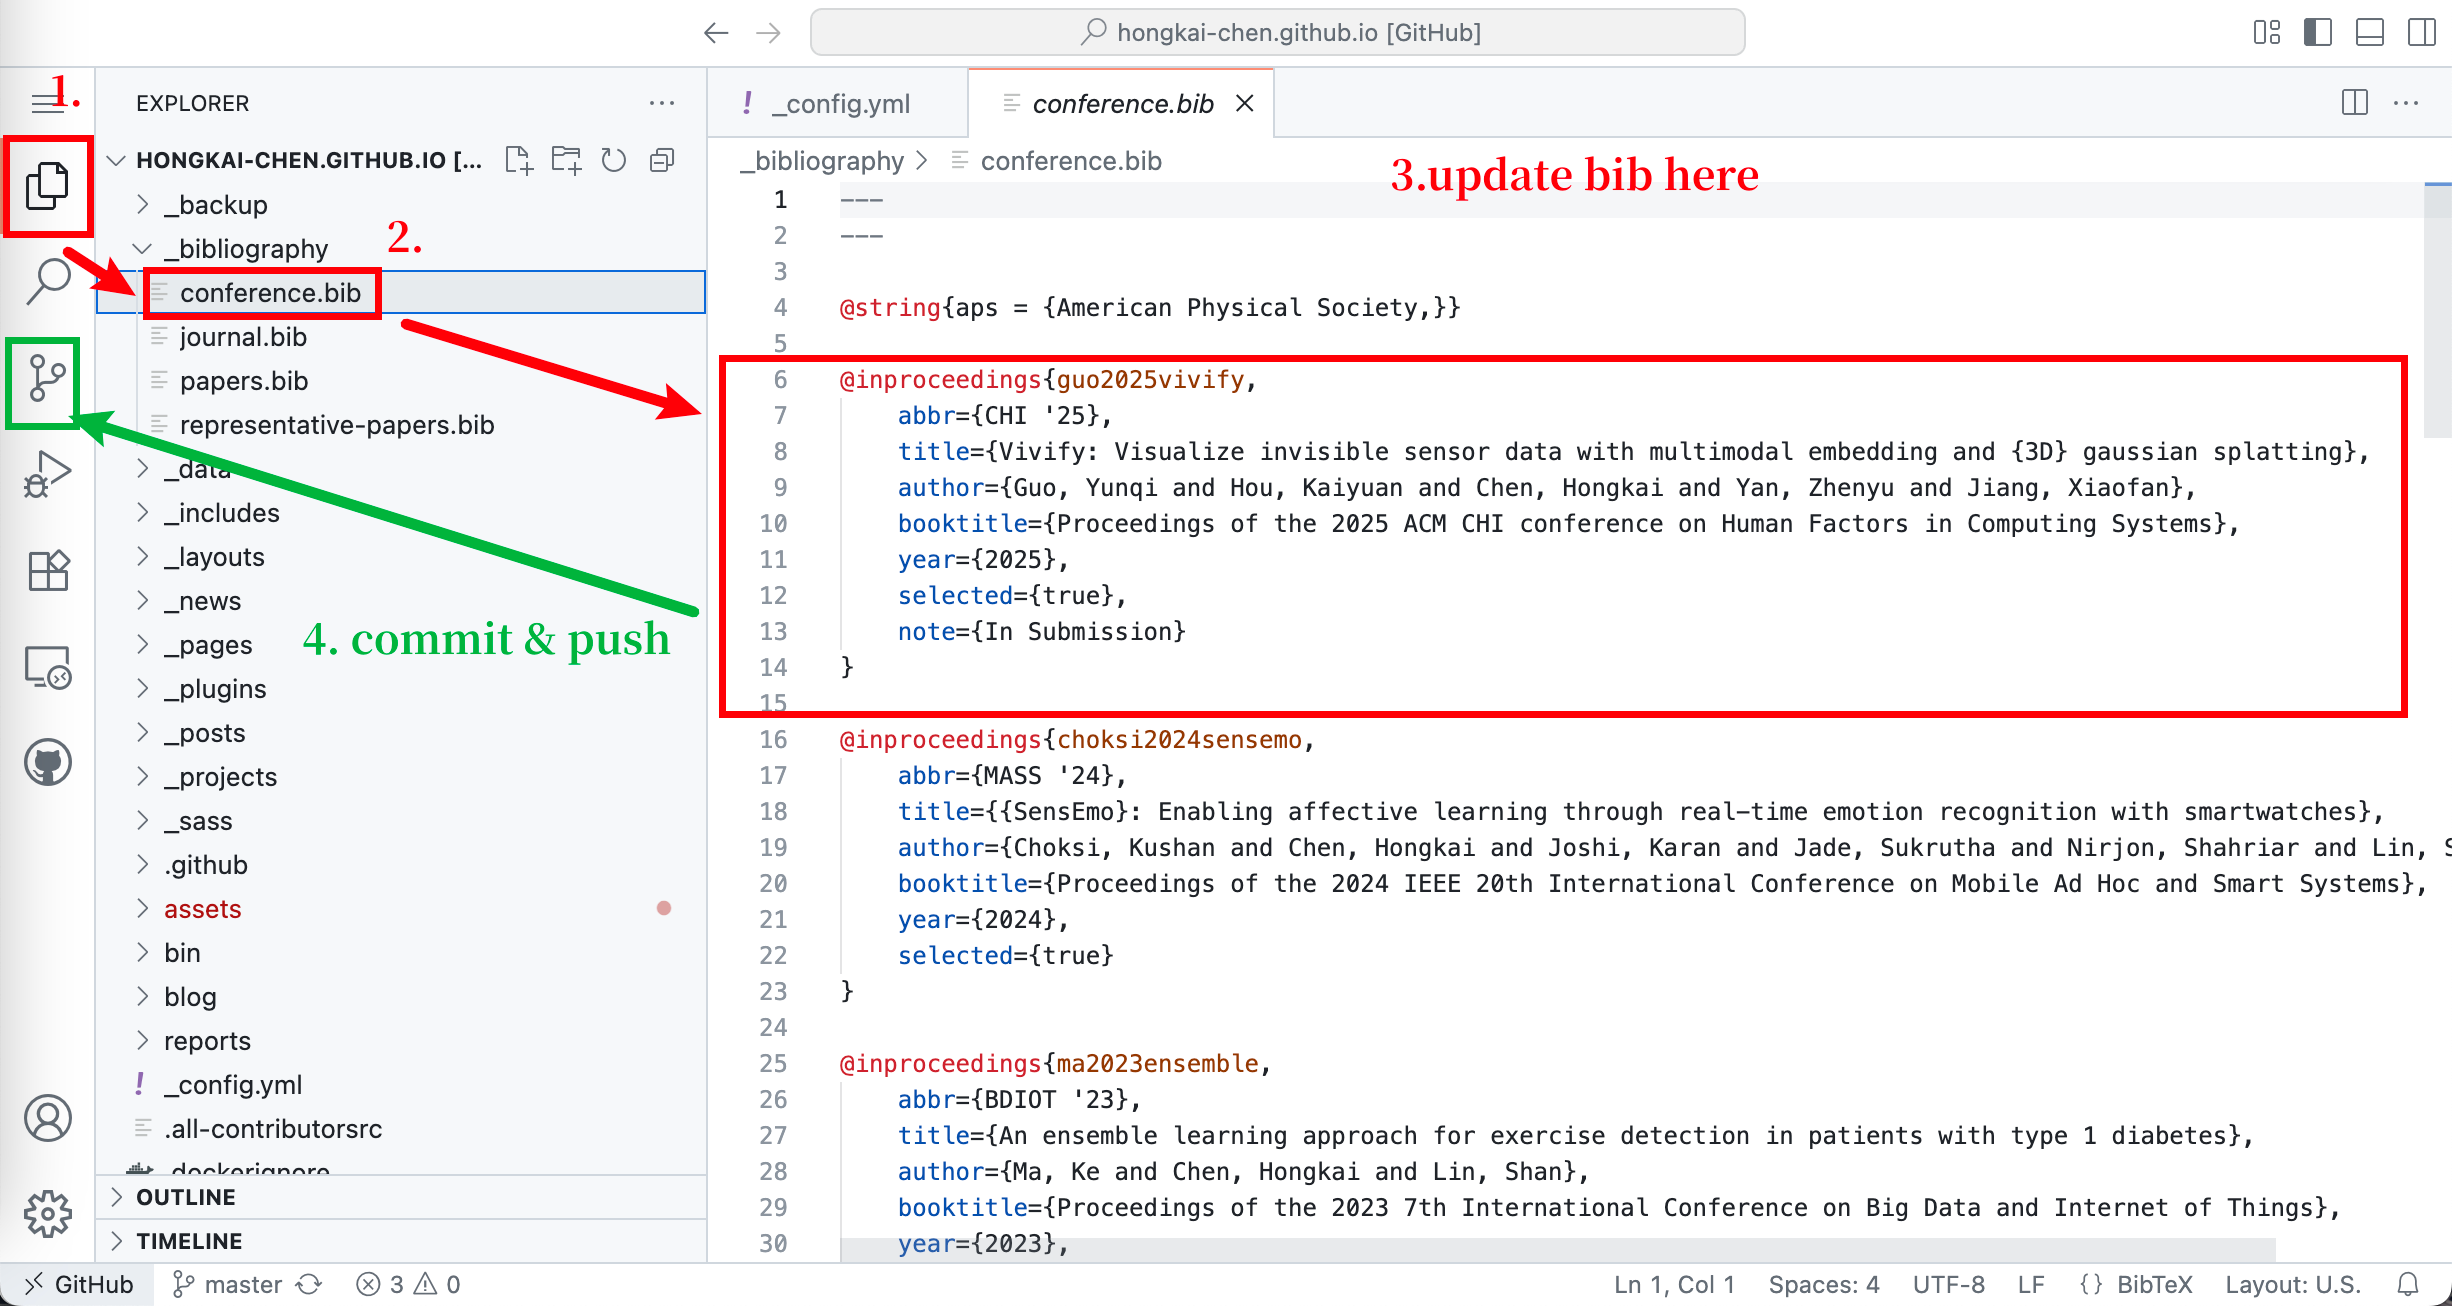 hongkai-chen.github.io [GitHub]
1.
EXPLORER
HONGKAI-CHEN.GITHUB.IO [...
_backup
_bibliography
2.
conference.bib
journal.bib
papers.bib
representative-papers.bib
_data
_includes
_layouts
_news
_pages
4. commit & push
_plugins
_posts
_projects
_sass
.github
assets
bin
blog
reports
! _config.yml
.all-contributorsrc
.dockerignore
OUTLINE
TIMELINE
! _config.yml
conference.bib
_bibliography > conference.bib
3.update bib here
1 ---
2 ---
3
4 @string{aps = {American Physical Society,}}
5
6 @inproceedings{guo2025vivify,
7 abbr={CHI '25},
8 title={Vivify: Visualize invisible sensor data with multimodal embedding and {3D} gaussian splatting},
9 author={Guo, Yunqi and Hou, Kaiyuan and Chen, Hongkai and Yan, Zhenyu and Jiang, Xiaofan},
10 booktitle={Proceedings of the 2025 ACM CHI conference on Human Factors in Computing Systems},
11 year={2025},
12 selected={true},
13 note={In Submission}
14 }
15
16 @inproceedings{choksi2024sensemo,
17 abbr={MASS '24},
18 title={{SensEmo}: Enabling affective learning through real-time emotion recognition with smartwatches},
19 author={Choksi, Kushan and Chen, Hongkai and Joshi, Karan and Jade, Sukrutha and Nirjon, Shahriar and Lin, S
20 booktitle={Proceedings of the 2024 IEEE 20th International Conference on Mobile Ad Hoc and Smart Systems},
21 year={2024},
22 selected={true}
23 }
24
25 @inproceedings{ma2023ensemble,
26 abbr={BDIOT '23},
27 title={An ensemble learning approach for exercise detection in patients with type 1 diabetes},
28 author={Ma, Ke and Chen, Hongkai and Lin, Shan},
29 booktitle={Proceedings of the 2023 7th International Conference on Big Data and Internet of Things},
30 year={2023},
GitHub master 3 0 Ln 1, Col 1 Spaces: 4 UTF-8 LF {} BibTeX Layout: U.S.